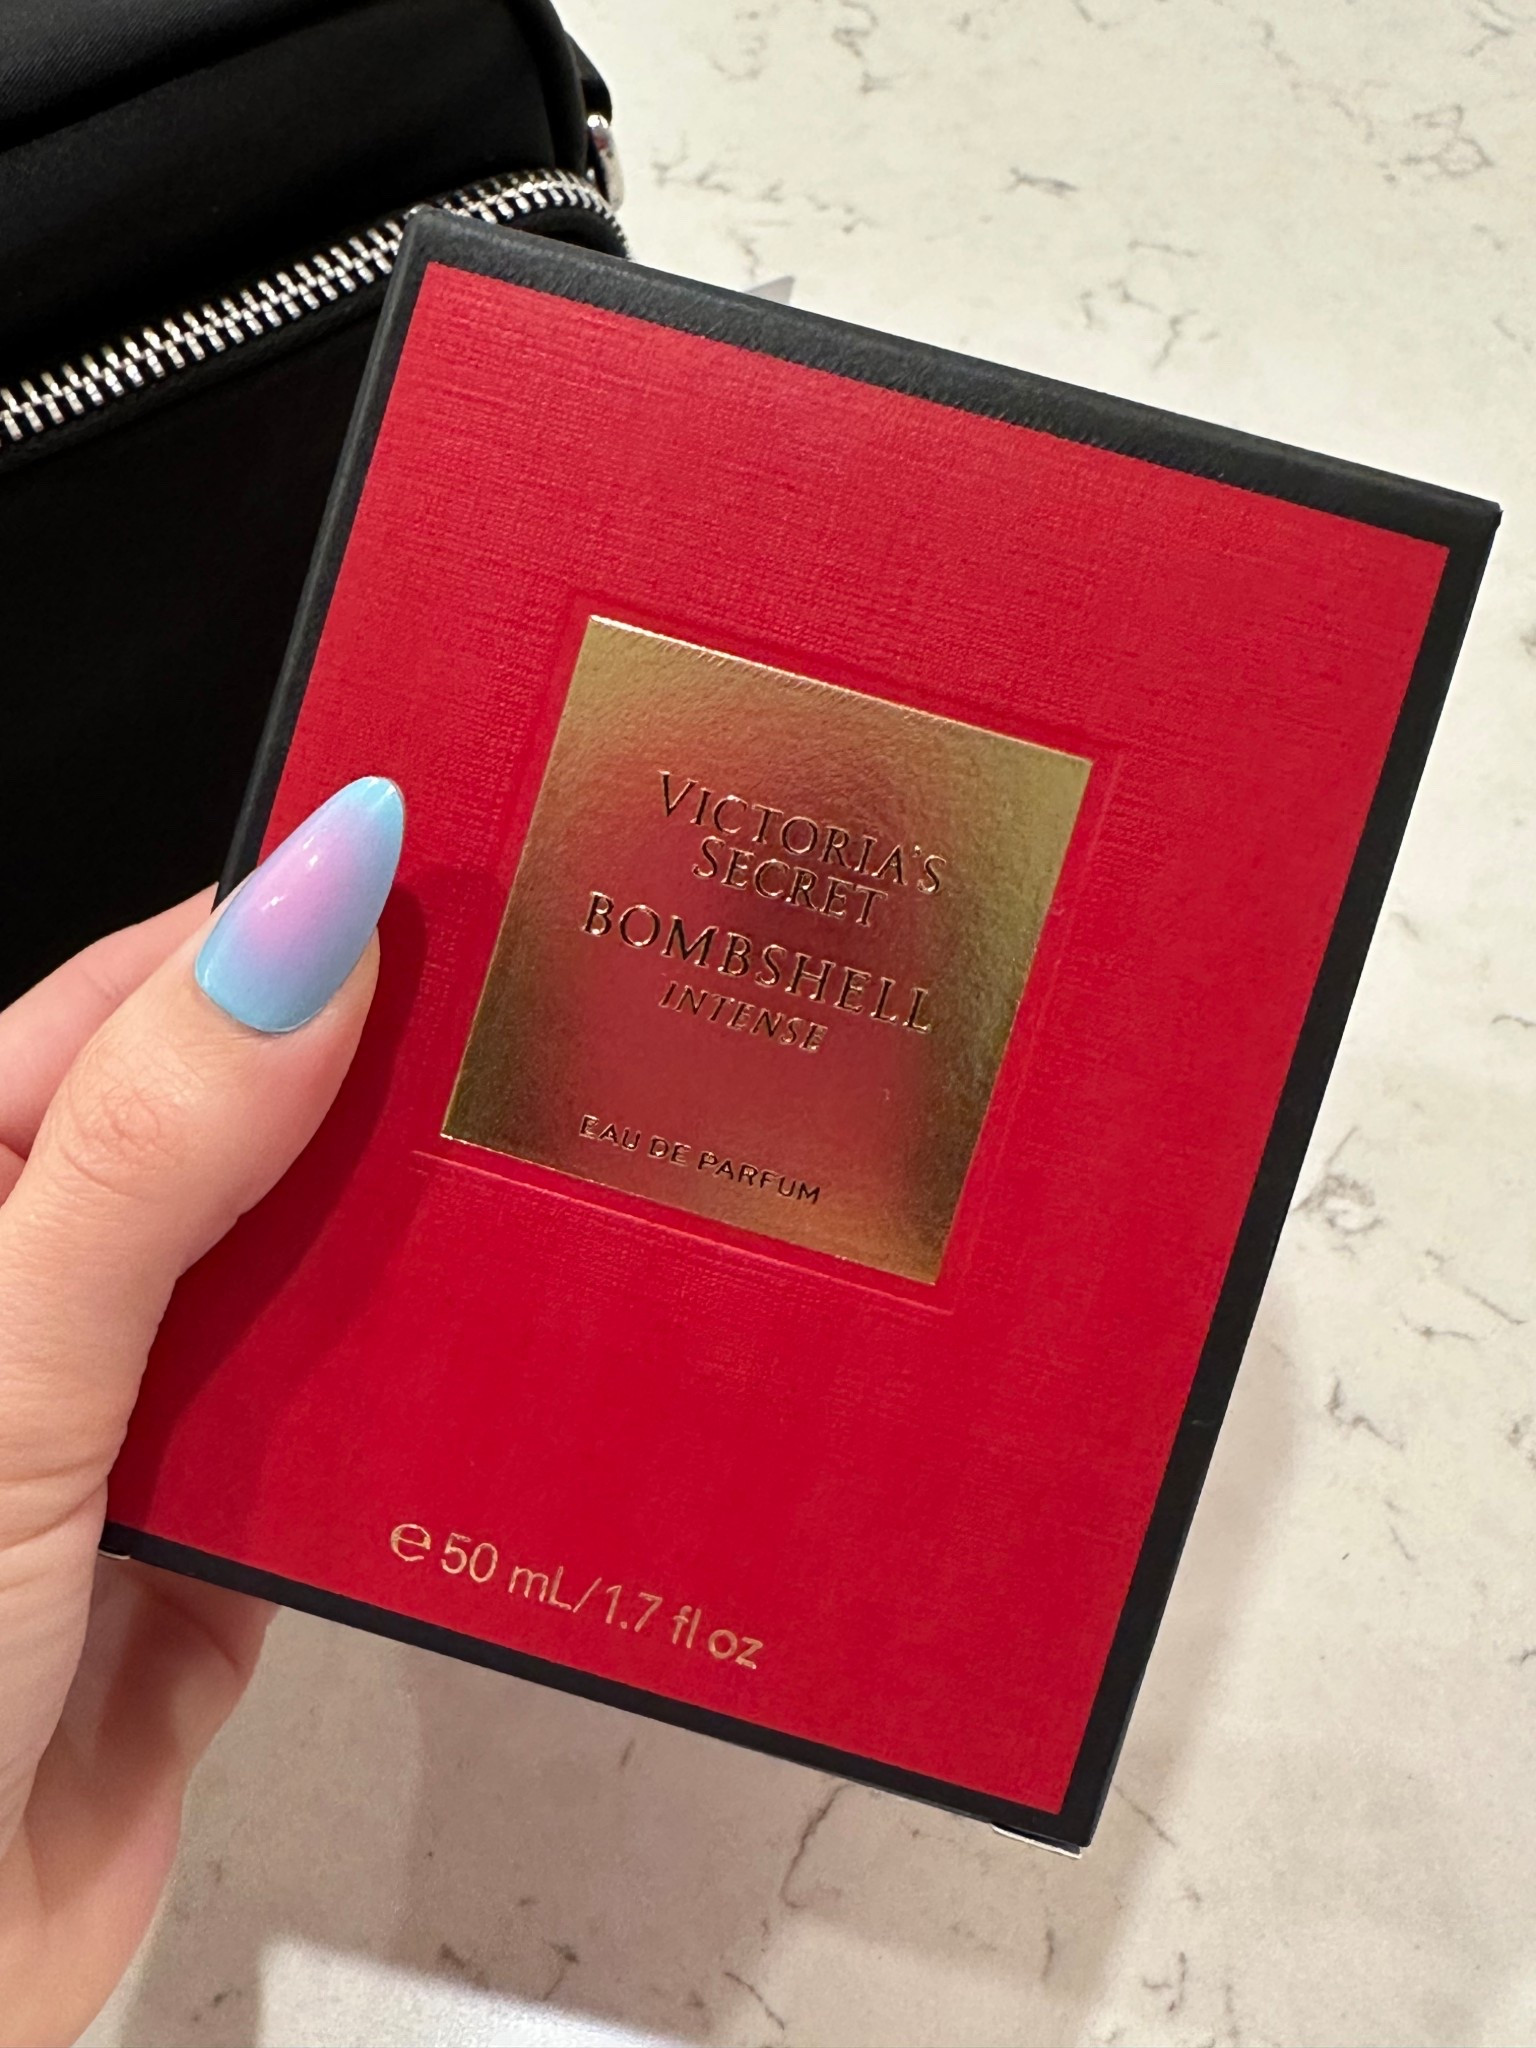 VICTORIA'S
SECRET
BOMBSHELL
INTENSE
EAU DE PARFUM
℮ 50 mL/1.7 fl oz